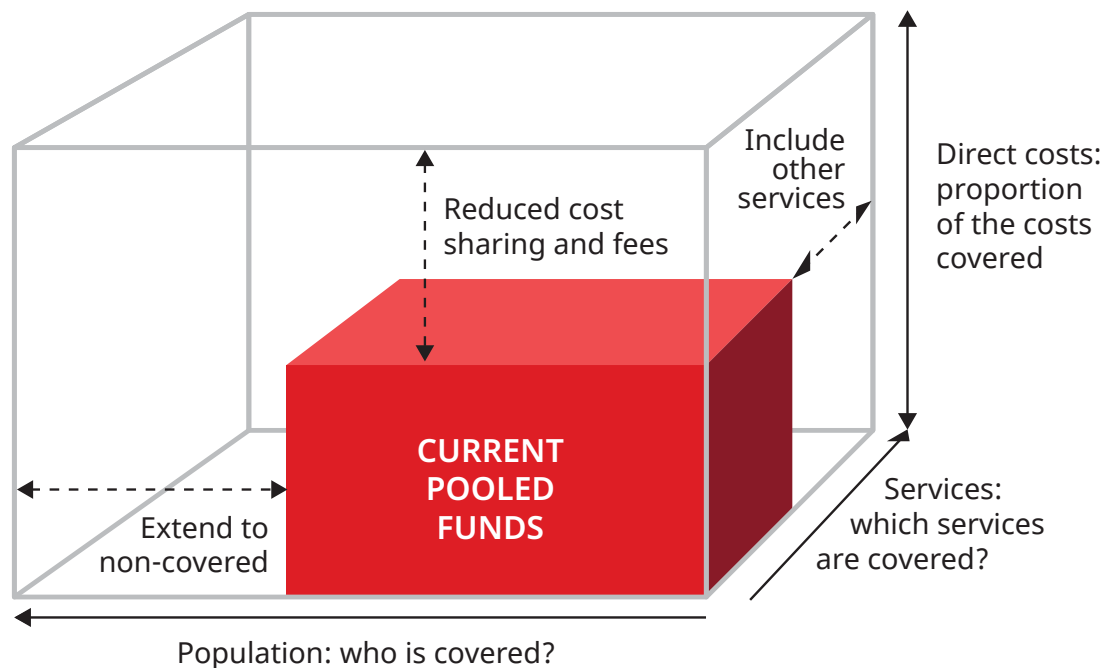 Include
other
services
Direct costs:
proportion
of the costs
covered
Reduced cost
sharing and fees
CURRENT
POOLED
FUNDS
Extend to
non-covered
Services:
which services
are covered?
Population: who is covered?